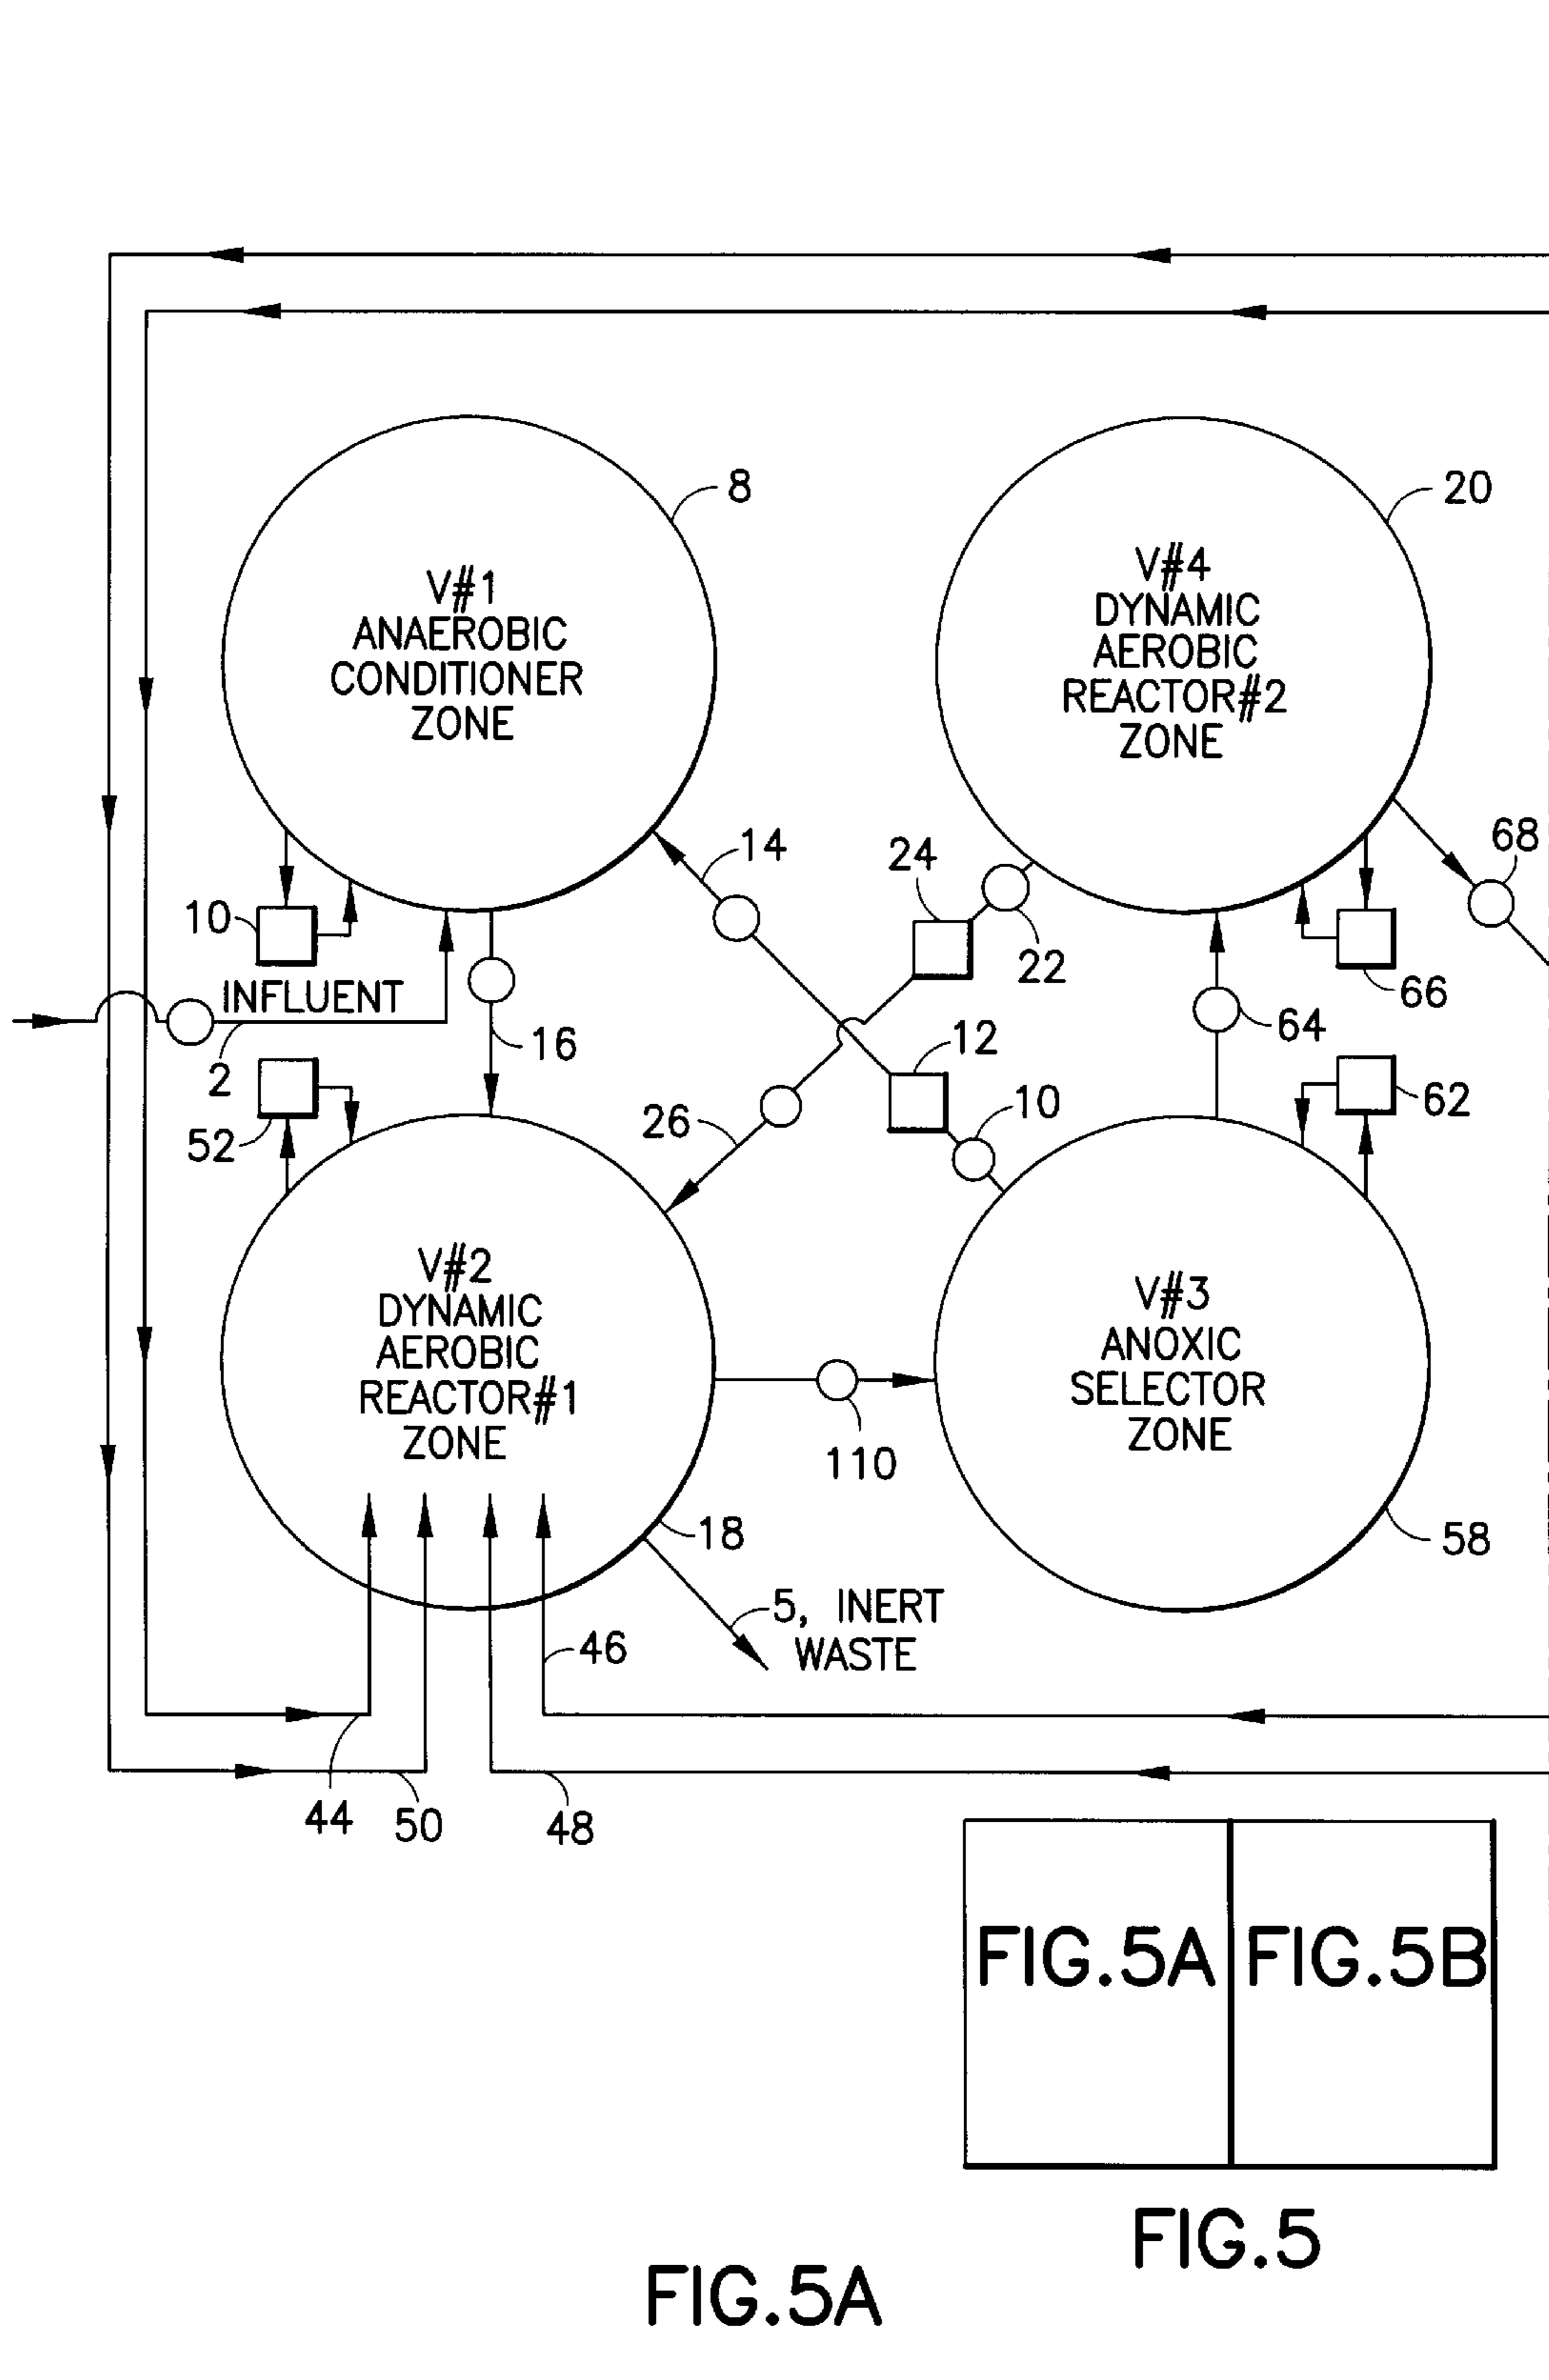 8
20
V#1
ANAEROBIC
CONDITIONER
ZONE
V#4
DYNAMIC
AEROBIC
REACTOR#2
ZONE
14
24
68
10
22
66
INFLUENT
2
16
12
64
52
26
10
62
V#2
DYNAMIC
AEROBIC
REACTOR#1
ZONE
V#3
ANOXIC
SELECTOR
ZONE
110
18
58
5, INERT
WASTE
46
44
50
48
FIG.5A
FIG.5B
FIG.5
FIG.5A